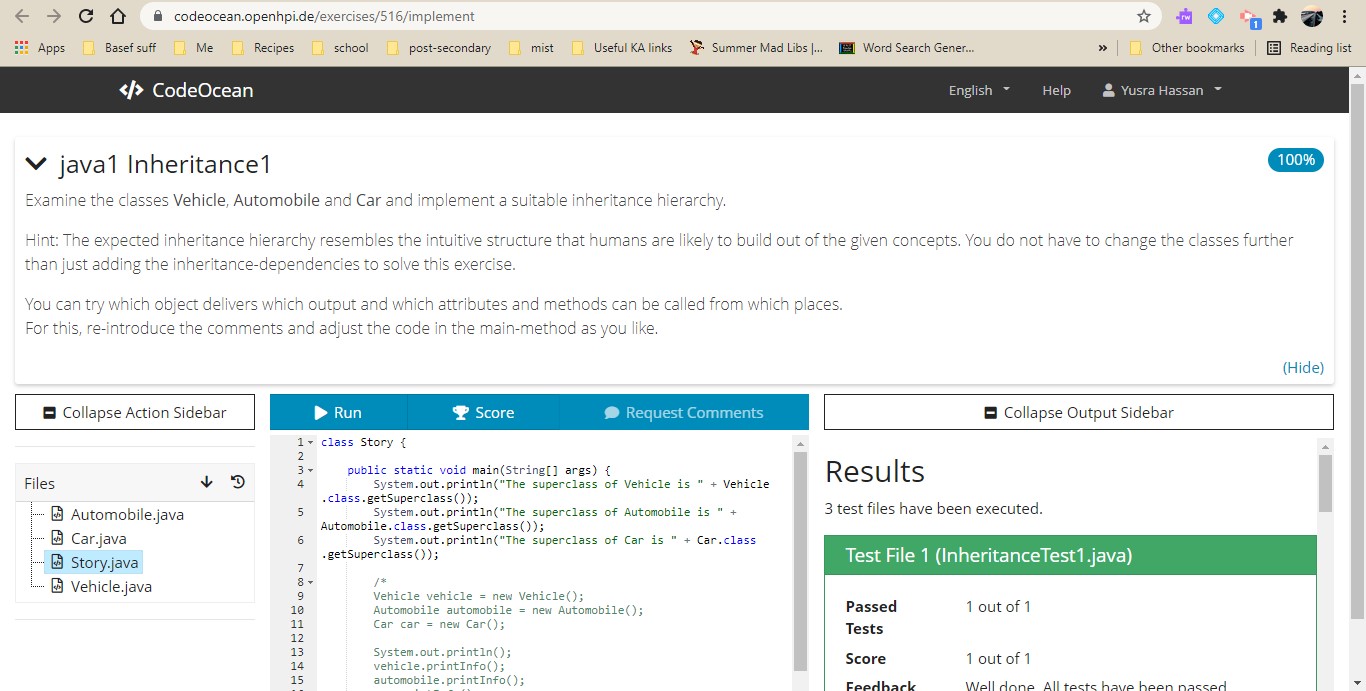 codeocean.openhpi.de/exercises/516/implement
1
Apps
Basef suff
Me
Recipes
school
post-secondary
mist
Useful KA links
Summer Mad Libs |...
Word Search Gener...
»
Other bookmarks
Reading list
CodeOcean
English
Help
Yusra Hassan
java1 Inheritance1
100%
Examine the classes Vehicle, Automobile and Car and implement a suitable inheritance hierarchy.
Hint: The expected inheritance hierarchy resembles the intuitive structure that humans are likely to build out of the given concepts. You do not have to change the classes further
than just adding the inheritance-dependencies to solve this exercise.
You can try which object delivers which output and which attributes and methods can be called from which places.
For this, re-introduce the comments and adjust the code in the main-method as you like.
(Hide)
Collapse Action Sidebar
Run
Score
Request Comments
Collapse Output Sidebar
Files
Automobile.java
Car.java
Story.java
Vehicle.java
1 class Story {
2
3 public static void main(String[] args) {
4 System.out.println("The superclass of Vehicle is " + Vehicle
.class.getSuperclass());
5 System.out.println("The superclass of Automobile is " +
Automobile.class.getSuperclass());
6 System.out.println("The superclass of Car is " + Car.class
.getSuperclass());
7
8 /*
9 Vehicle vehicle = new Vehicle();
10 Automobile automobile = new Automobile();
11 Car car = new Car();
12
13 System.out.println();
14 vehicle.printInfo();
15 automobile.printInfo();
Results
3 test files have been executed.
Test File 1 (InheritanceTest1.java)
Passed Tests
1 out of 1
Score
1 out of 1
Feedback
Well done. All tests have been passed.